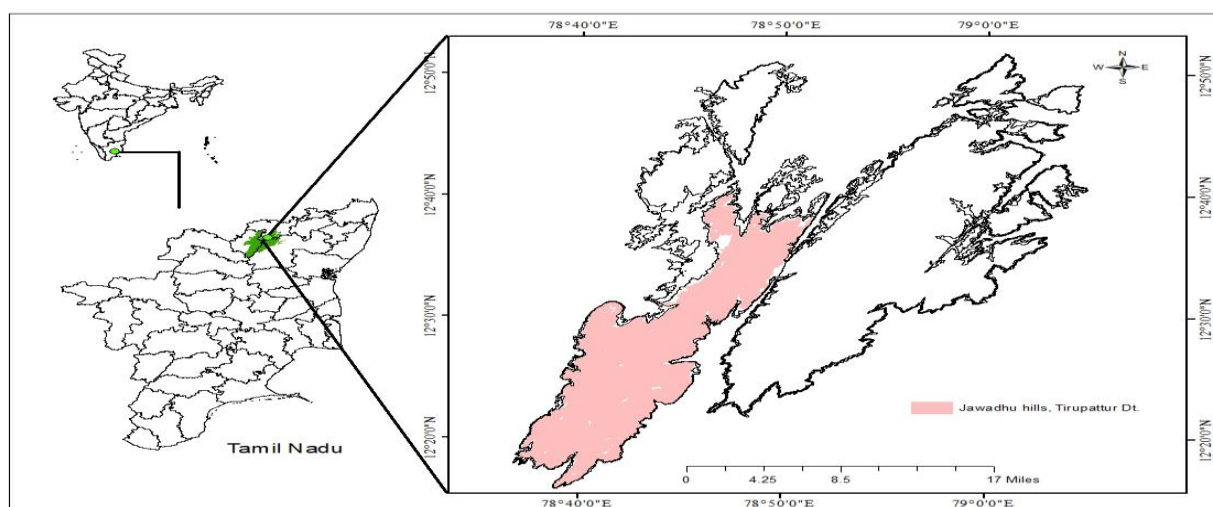 78°40'0"E 78°50'0"E 79°0'0"E
N
W E
S
12°50'0"N 12°50'0"N
12°40'0"N 12°40'0"N
12°30'0"N 12°30'0"N
Jawadhu hills, Tirupattur Dt.
12°20'0"N 12°20'0"N
Tamil Nadu
0 4.25 8.5 17 Miles
78°40'0"E 78°50'0"E 79°0'0"E